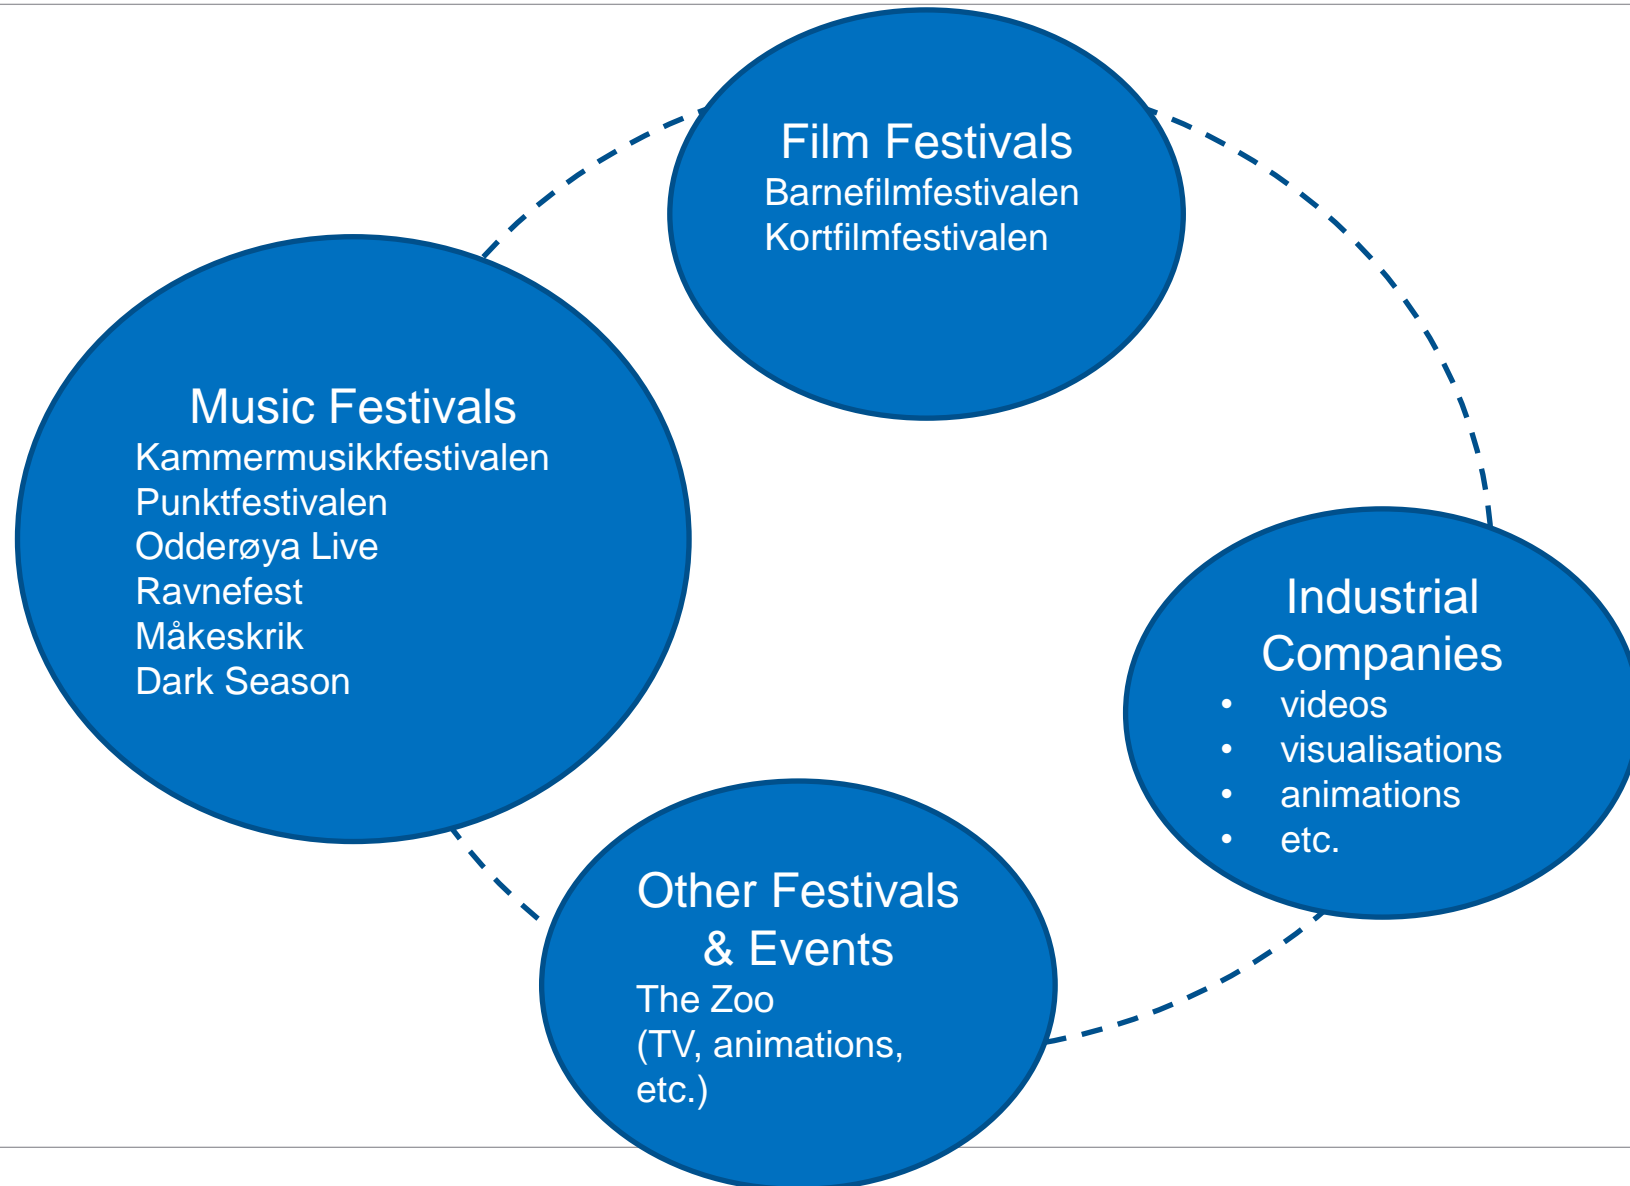 Film Festivals
Barnefilmfestivalen
Kortfilmfestivalen
Music Festivals
Kammermusikkfestivalen
Punktfestivalen
Odderøya Live
Ravnefest
Måkeskrik
Dark Season
Industrial
Companies
• videos
• visualisations
• animations
• etc.
Other Festivals
& Events
The Zoo
(TV, animations,
etc.)